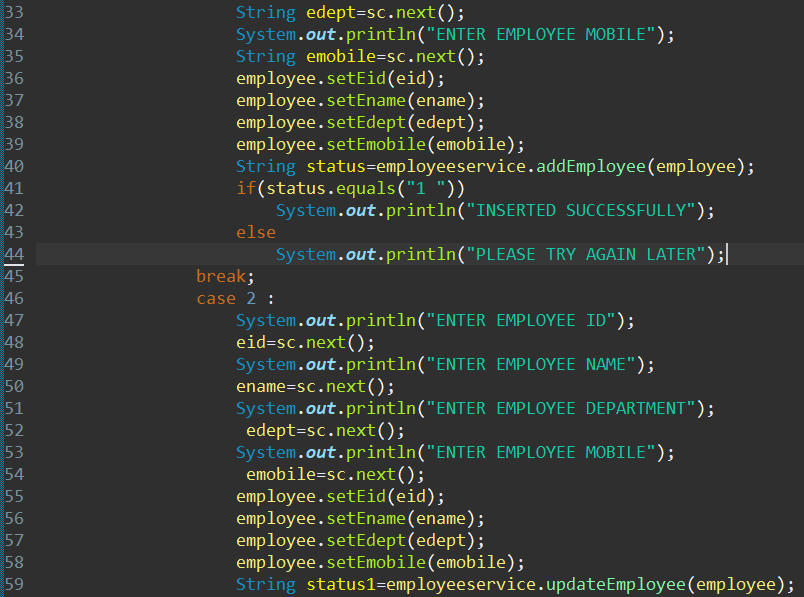 33 String edept=sc.next();
34 System.out.println("ENTER EMPLOYEE MOBILE");
35 String emobile=sc.next();
36 employee.setEid(eid);
37 employee.setEname(ename);
38 employee.setEdept(edept);
39 employee.setEmobile(emobile);
40 String status=employeeservice.addEmployee(employee);
41 if(status.equals("1 "))
42 System.out.println("INSERTED SUCCESSFULLY");
43 else
44 System.out.println("PLEASE TRY AGAIN LATER");
45 break;
46 case 2 :
47 System.out.println("ENTER EMPLOYEE ID");
48 eid=sc.next();
49 System.out.println("ENTER EMPLOYEE NAME");
50 ename=sc.next();
51 System.out.println("ENTER EMPLOYEE DEPARTMENT");
52 edept=sc.next();
53 System.out.println("ENTER EMPLOYEE MOBILE");
54 emobile=sc.next();
55 employee.setEid(eid);
56 employee.setEname(ename);
57 employee.setEdept(edept);
58 employee.setEmobile(emobile);
59 String status1=employeeservice.updateEmployee(employee);